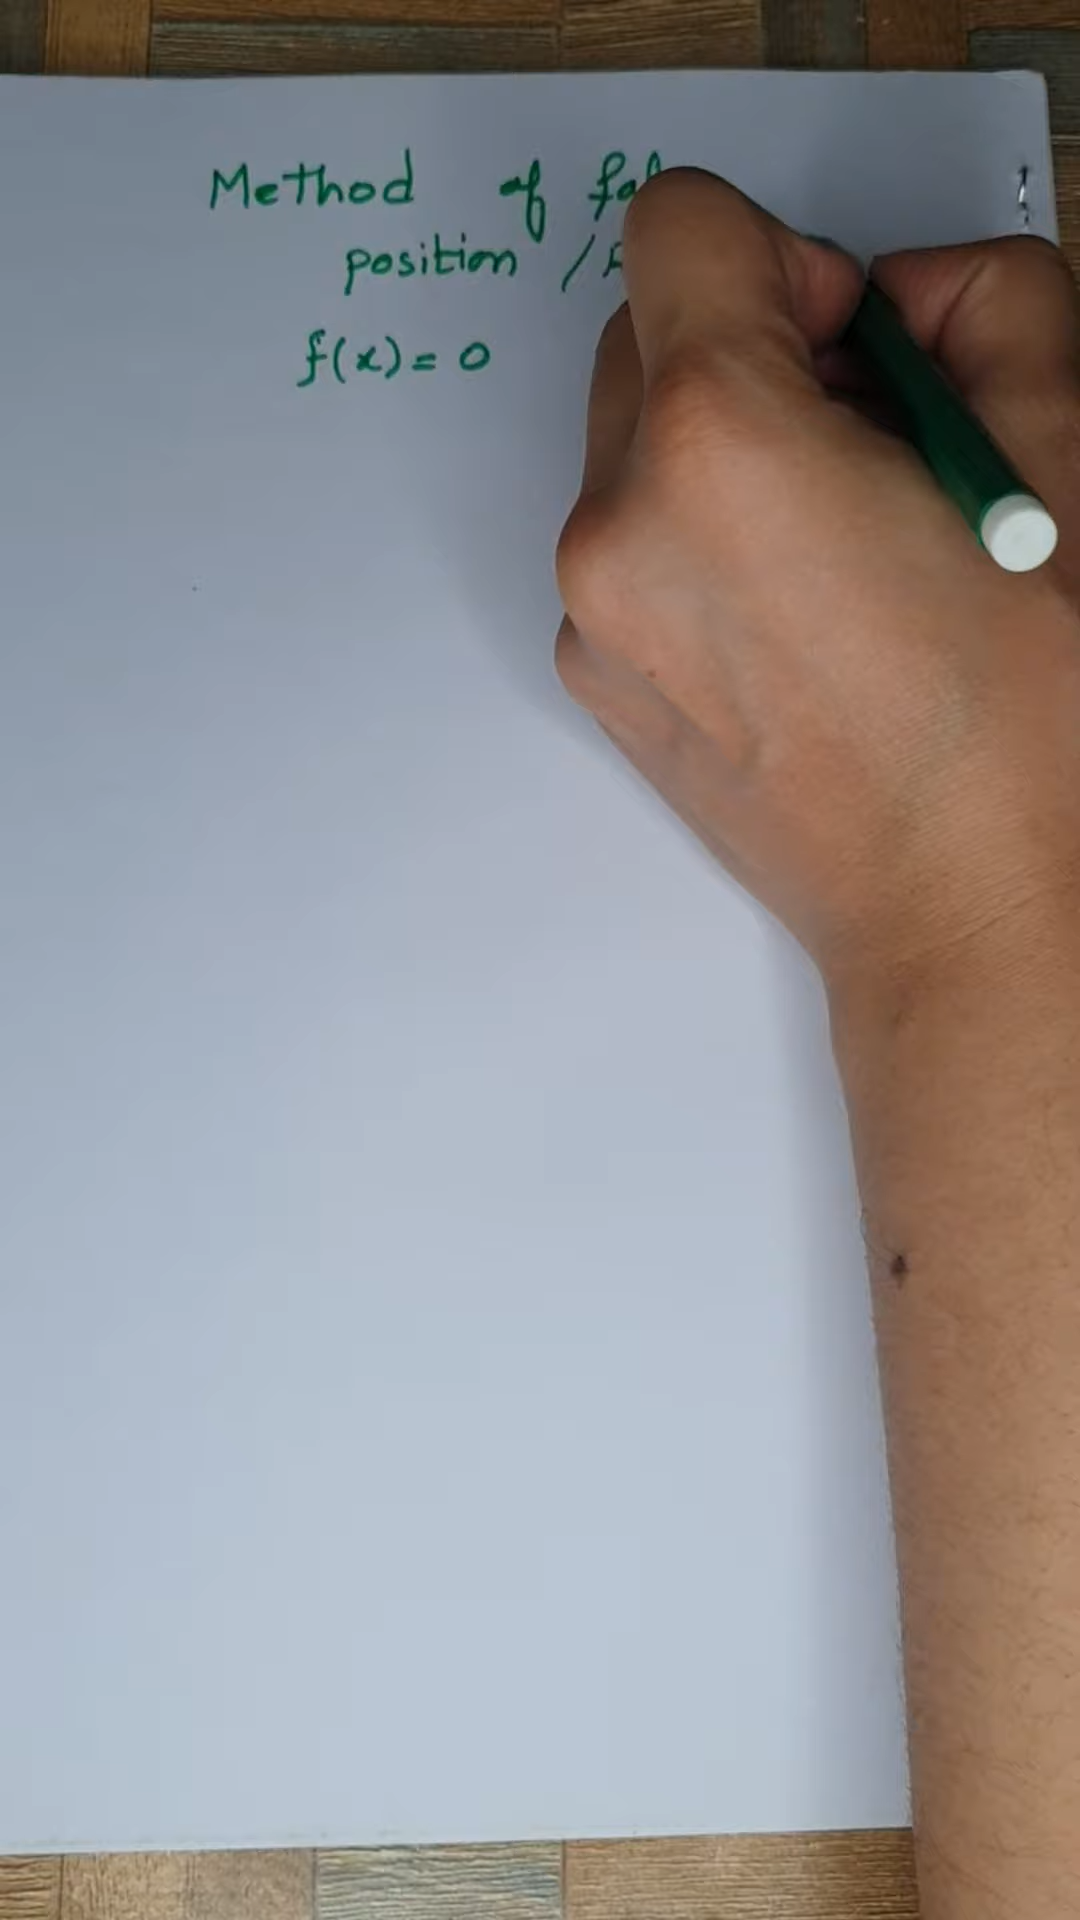 Method of
position /
f(x) = 0